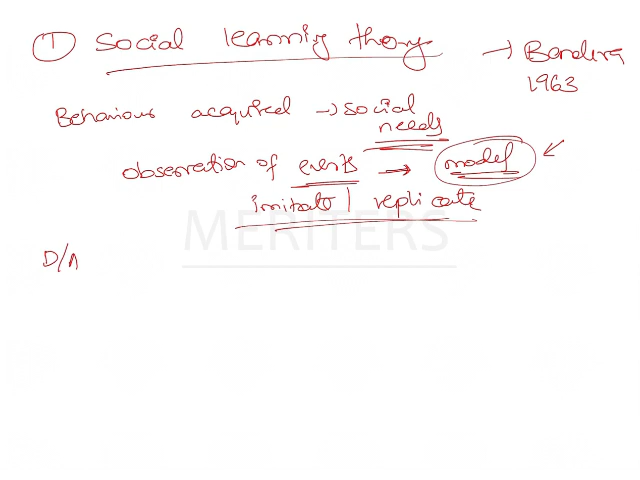 ① Social learning theory → Bandura
1963
Behaviour acquired → social
needs
observation of events → model
imitate | replicate
MERITERS
D/A